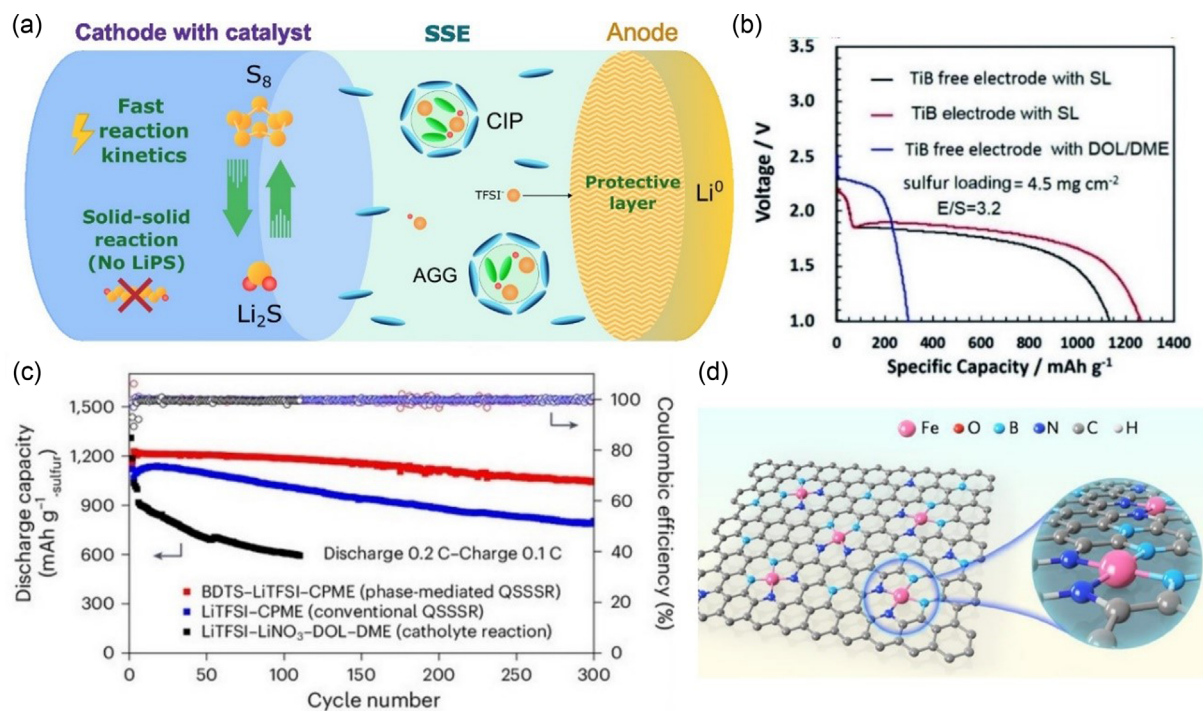 (a)
Cathode with catalyst
SSE
Anode
S₈
Fast
reaction
kinetics
Solid-solid
reaction
(No LiPS)
Li₂S
CIP
TFSI⁻
AGG
Protective
layer
Li⁰
(b)
3.5
3.0
2.5
2.0
1.5
1.0
Voltage / V
TiB free electrode with SL
TiB electrode with SL
TiB free electrode with DOL/DME
sulfur loading = 4.5 mg cm⁻²
E/S=3.2
0 200 400 600 800 1000 1200 1400
Specific Capacity / mAh g⁻¹
(c)
1,500
1,200
900
600
300
0
Discharge capacity
(mAh g⁻¹-sulfur)
100
80
60
40
20
0
Coulombic efficiency
(%)
Discharge 0.2 C–Charge 0.1 C
BDTS–LiTFSI–CPME (phase-mediated QSSSR)
LiTFSI–CPME (conventional QSSSR)
LiTFSI–LiNO₃–DOL–DME (catholyte reaction)
0 50 100 150 200 250 300
Cycle number
(d)
Fe O B N C H